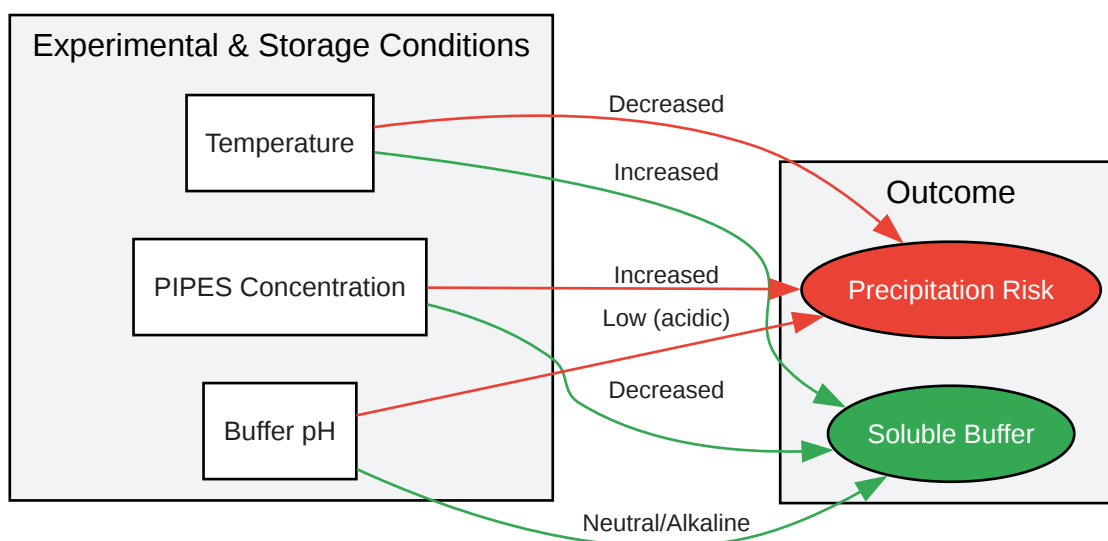 Experimental & Storage Conditions
Temperature
PIPES Concentration
Buffer pH
Decreased
Increased
Increased
Low (acidic)
Decreased
Neutral/Alkaline
Outcome
Precipitation Risk
Soluble Buffer